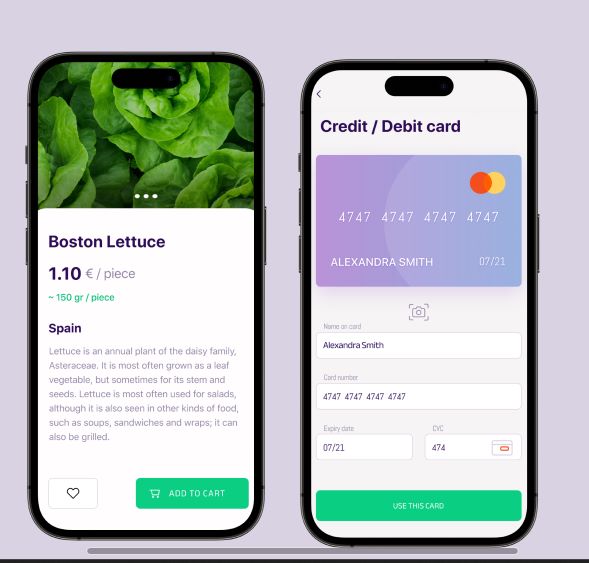 Boston Lettuce
1.10 € / piece
~ 150 gr / piece
Spain
Lettuce is an annual plant of the daisy family,
Asteraceae. It is most often grown as a leaf
vegetable, but sometimes for its stem and
seeds. Lettuce is most often used for salads,
although it is also seen in other kinds of food,
such as soups, sandwiches and wraps; it can
also be grilled.
ADD TO CART
Credit / Debit card
4747 4747 4747 4747
ALEXANDRA SMITH 07/21
Name on card
Alexandra Smith
Card number
4747 4747 4747 4747
Expiry date CVC
07/21 474
USE THIS CARD